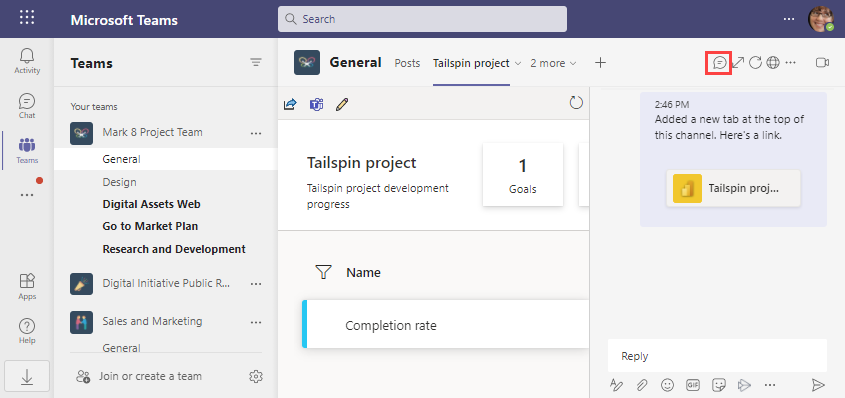 Microsoft Teams
Search
Activity
Chat
Teams
Apps
Help
Teams
Your teams
Mark 8 Project Team
General
Design
Digital Assets Web
Go to Market Plan
Research and Development
Digital Initiative Public R...
Sales and Marketing
General
Join or create a team
General
Posts
Tailspin project
2 more
Tailspin project
Tailspin project development
progress
1
Goals
Name
Completion rate
2:46 PM
Added a new tab at the top of
this channel. Here's a link.
Tailspin proj...
Reply
GIF